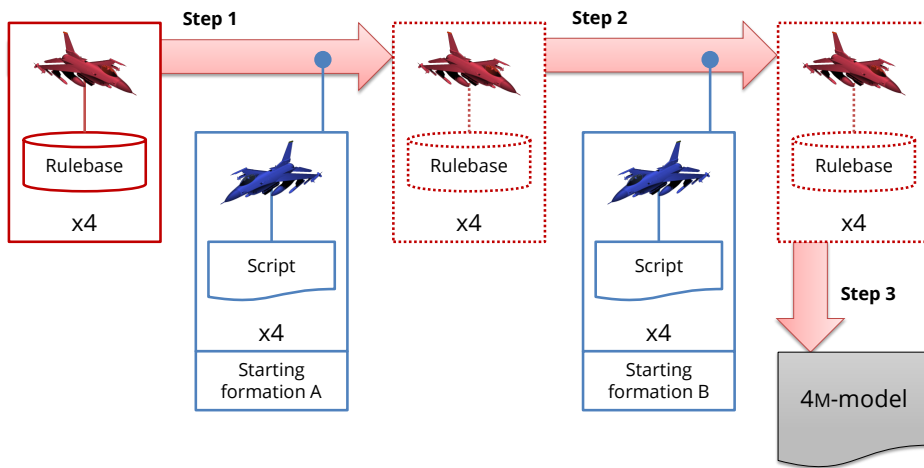 Step 1
Step 2
Rulebase
x4
Script
x4
Starting
formation A
Rulebase
x4
Script
x4
Starting
formation B
Rulebase
x4
Step 3
4M-model